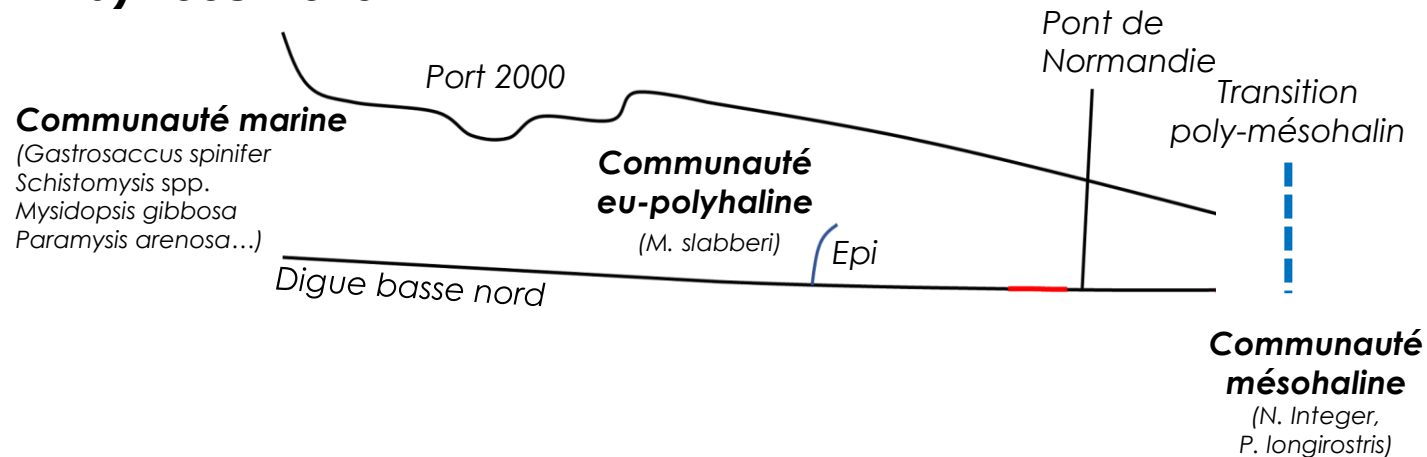 Port 2000
Pont de
Normandie
Transition
poly-mésohalin
Communauté marine
(Gastrosaccus spinifer
Schistomysis spp.
Mysidopsis gibbosa
Paramysis arenosa...)
Communauté
eu-polyhaline
(M. slabberi)
Epi
Digue basse nord
Communauté
mésohaline
(N. Integer,
P. longirostris)